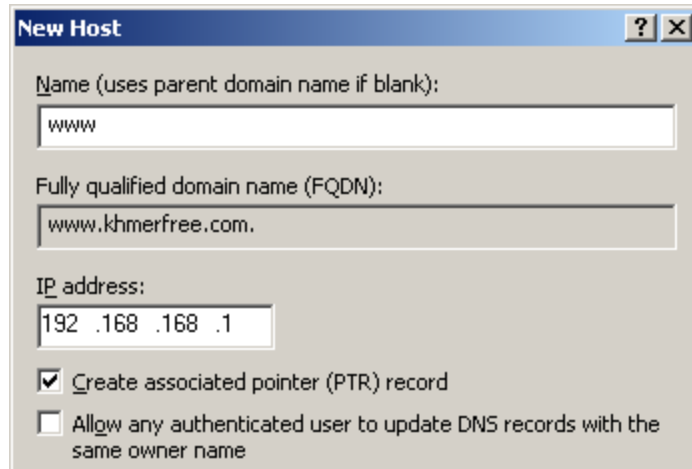 New Host
Name (uses parent domain name if blank):
www
Fully qualified domain name (FQDN):
www.khmerfree.com.
IP address:
192 .168 .168 .1
Create associated pointer (PTR) record
Allow any authenticated user to update DNS records with the
same owner name